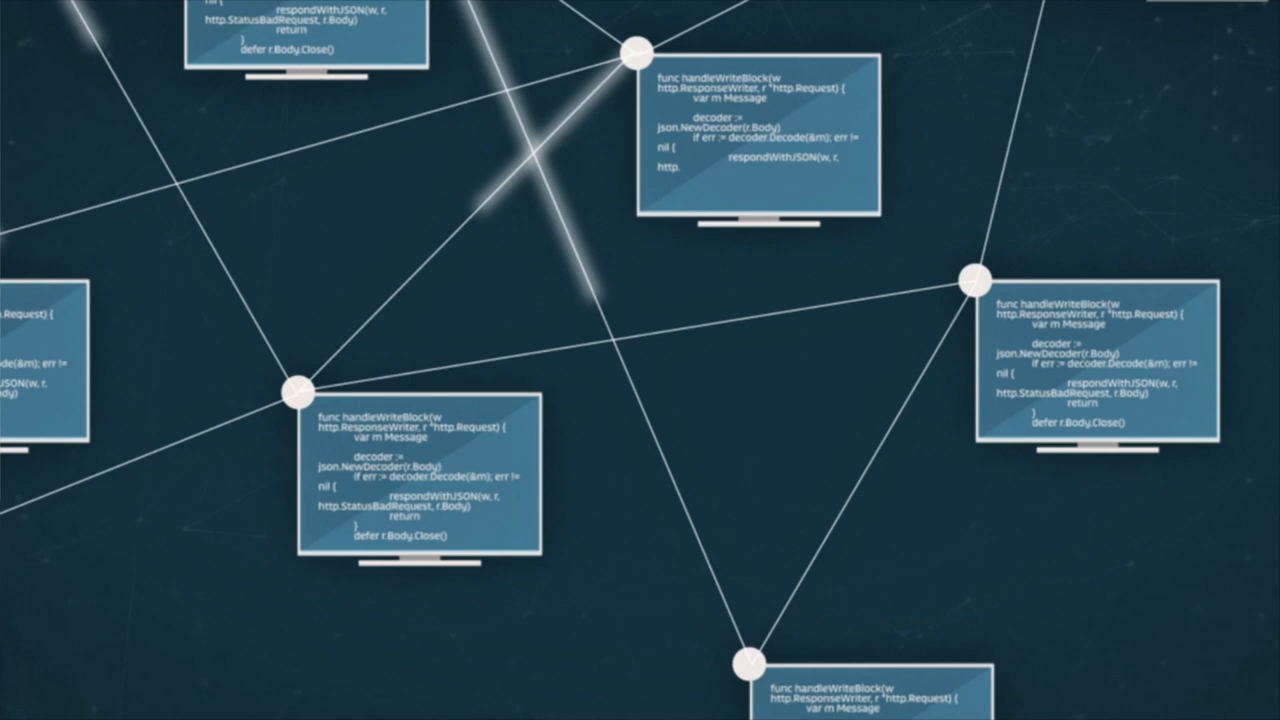 nil {
respondWithJSON(w, r,
http.StatusBadRequest, r.Body)
return
}
defer r.Body.Close()
func handleWriteBlock(w
http.ResponseWriter, r *http.Request) {
var m Message
decoder :=
json.NewDecoder(r.Body)
if err := decoder.Decode(&m); err !=
nil {
respondWithJSON(w, r,
http.
.Request) {
de(&m); err !=
JSON(w, r,
dy)
func handleWriteBlock(w
http.ResponseWriter, r *http.Request) {
var m Message
decoder :=
json.NewDecoder(r.Body)
if err := decoder.Decode(&m); err !=
nil {
respondWithJSON(w, r,
http.StatusBadRequest, r.Body)
return
}
defer r.Body.Close()
func handleWriteBlock(w
http.ResponseWriter, r *http.Request) {
var m Message
decoder :=
json.NewDecoder(r.Body)
if err := decoder.Decode(&m); err !=
nil {
respondWithJSON(w, r,
http.StatusBadRequest, r.Body)
return
}
defer r.Body.Close()
func handleWriteBlock(w
http.ResponseWriter, r *http.Request) {
var m Message